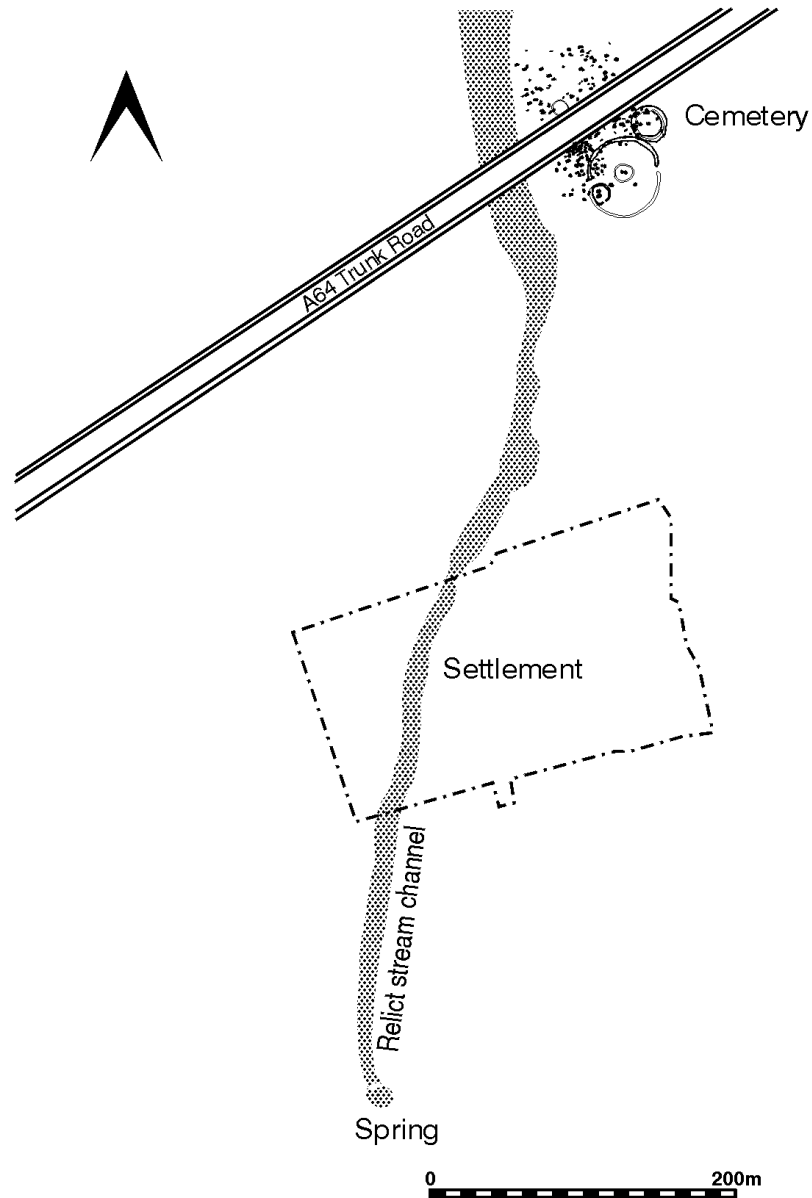 Cemetery
A64 Trunk Road
Settlement
Relict stream channel
Spring
0 200m